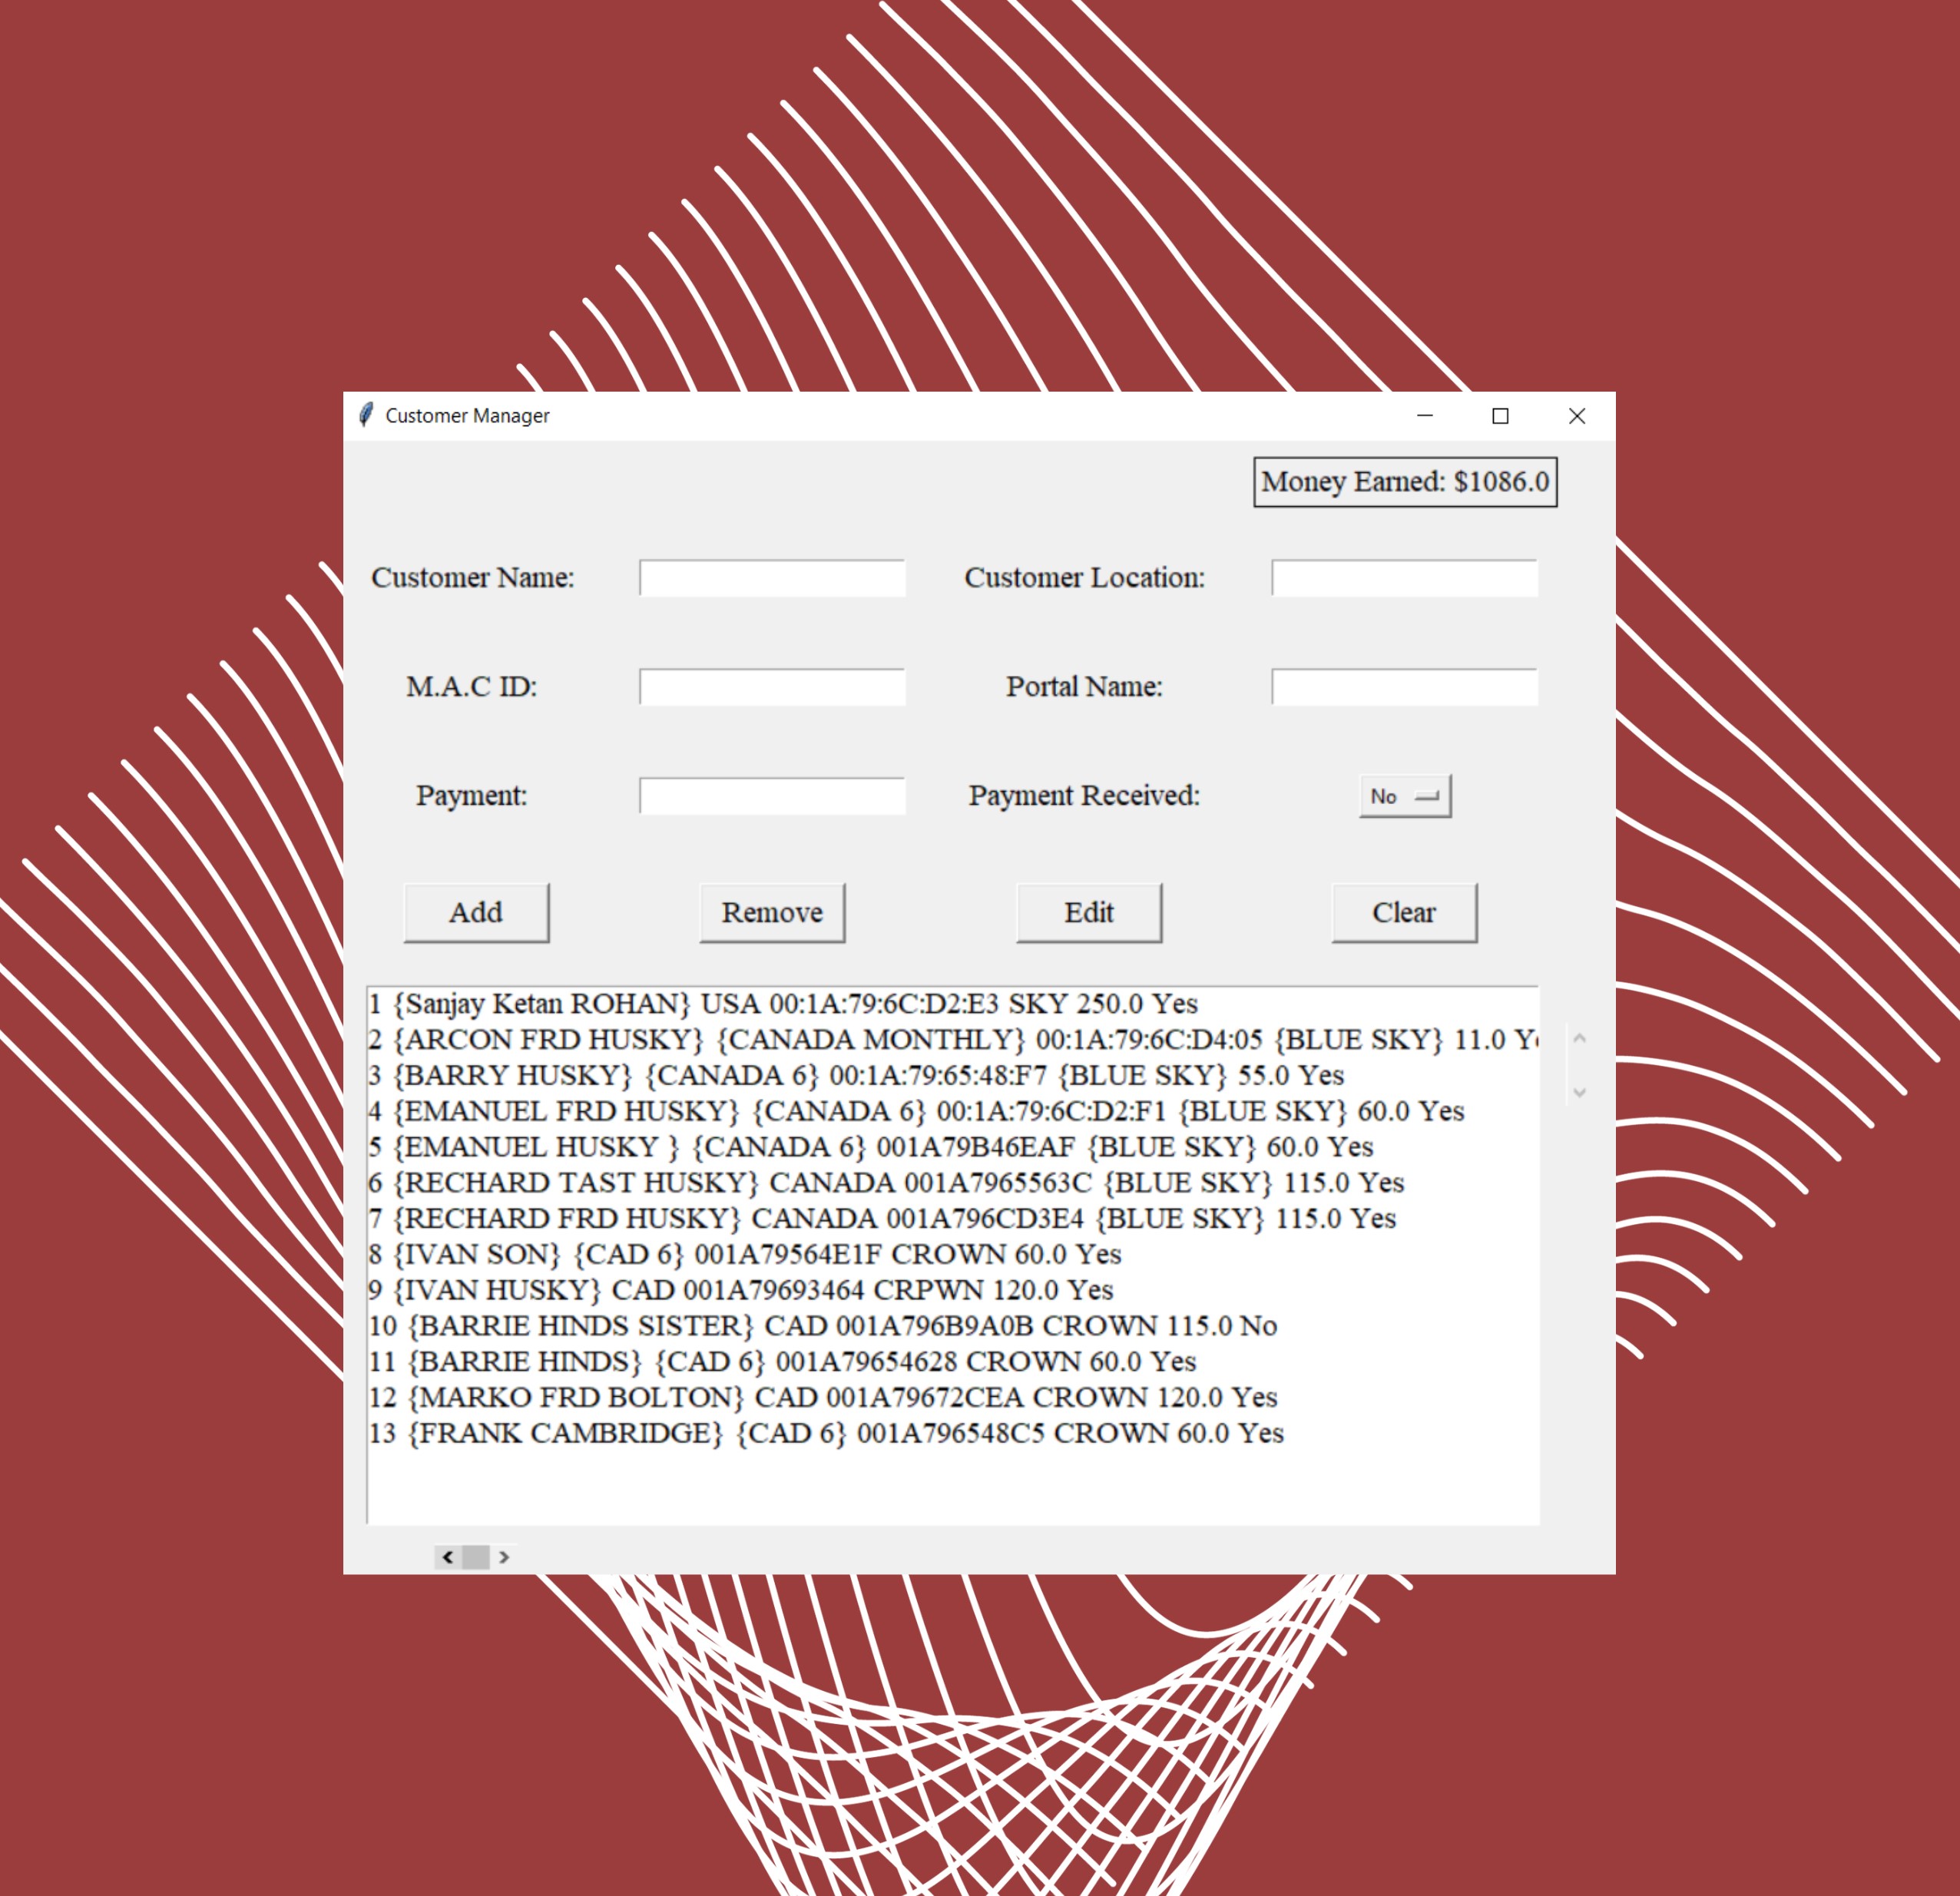 Customer Manager
Money Earned: $1086.0
Customer Name: Customer Location:
M.A.C ID: Portal Name:
Payment: Payment Received: No
Add Remove Edit Clear
1 {Sanjay Ketan ROHAN} USA 00:1A:79:6C:D2:E3 SKY 250.0 Yes
2 {ARCON FRD HUSKY} {CANADA MONTHLY} 00:1A:79:6C:D4:05 {BLUE SKY} 11.0
3 {BARRY HUSKY} {CANADA 6} 00:1A:79:65:48:F7 {BLUE SKY} 55.0 Yes
4 {EMANUEL FRD HUSKY} {CANADA 6} 00:1A:79:6C:D2:F1 {BLUE SKY} 60.0 Yes
5 {EMANUEL HUSKY } {CANADA 6} 001A79B46EAF {BLUE SKY} 60.0 Yes
6 {RECHARD TAST HUSKY} CANADA 001A7965563C {BLUE SKY} 115.0 Yes
7 {RECHARD FRD HUSKY} CANADA 001A796CD3E4 {BLUE SKY} 115.0 Yes
8 {IVAN SON} {CAD 6} 001A79564E1F CROWN 60.0 Yes
9 {IVAN HUSKY} CAD 001A79693464 CRPWN 120.0 Yes
10 {BARRIE HINDS SISTER} CAD 001A796B9A0B CROWN 115.0 No
11 {BARRIE HINDS} {CAD 6} 001A79654628 CROWN 60.0 Yes
12 {MARKO FRD BOLTON} CAD 001A79672CEA CROWN 120.0 Yes
13 {FRANK CAMBRIDGE} {CAD 6} 001A796548C5 CROWN 60.0 Yes